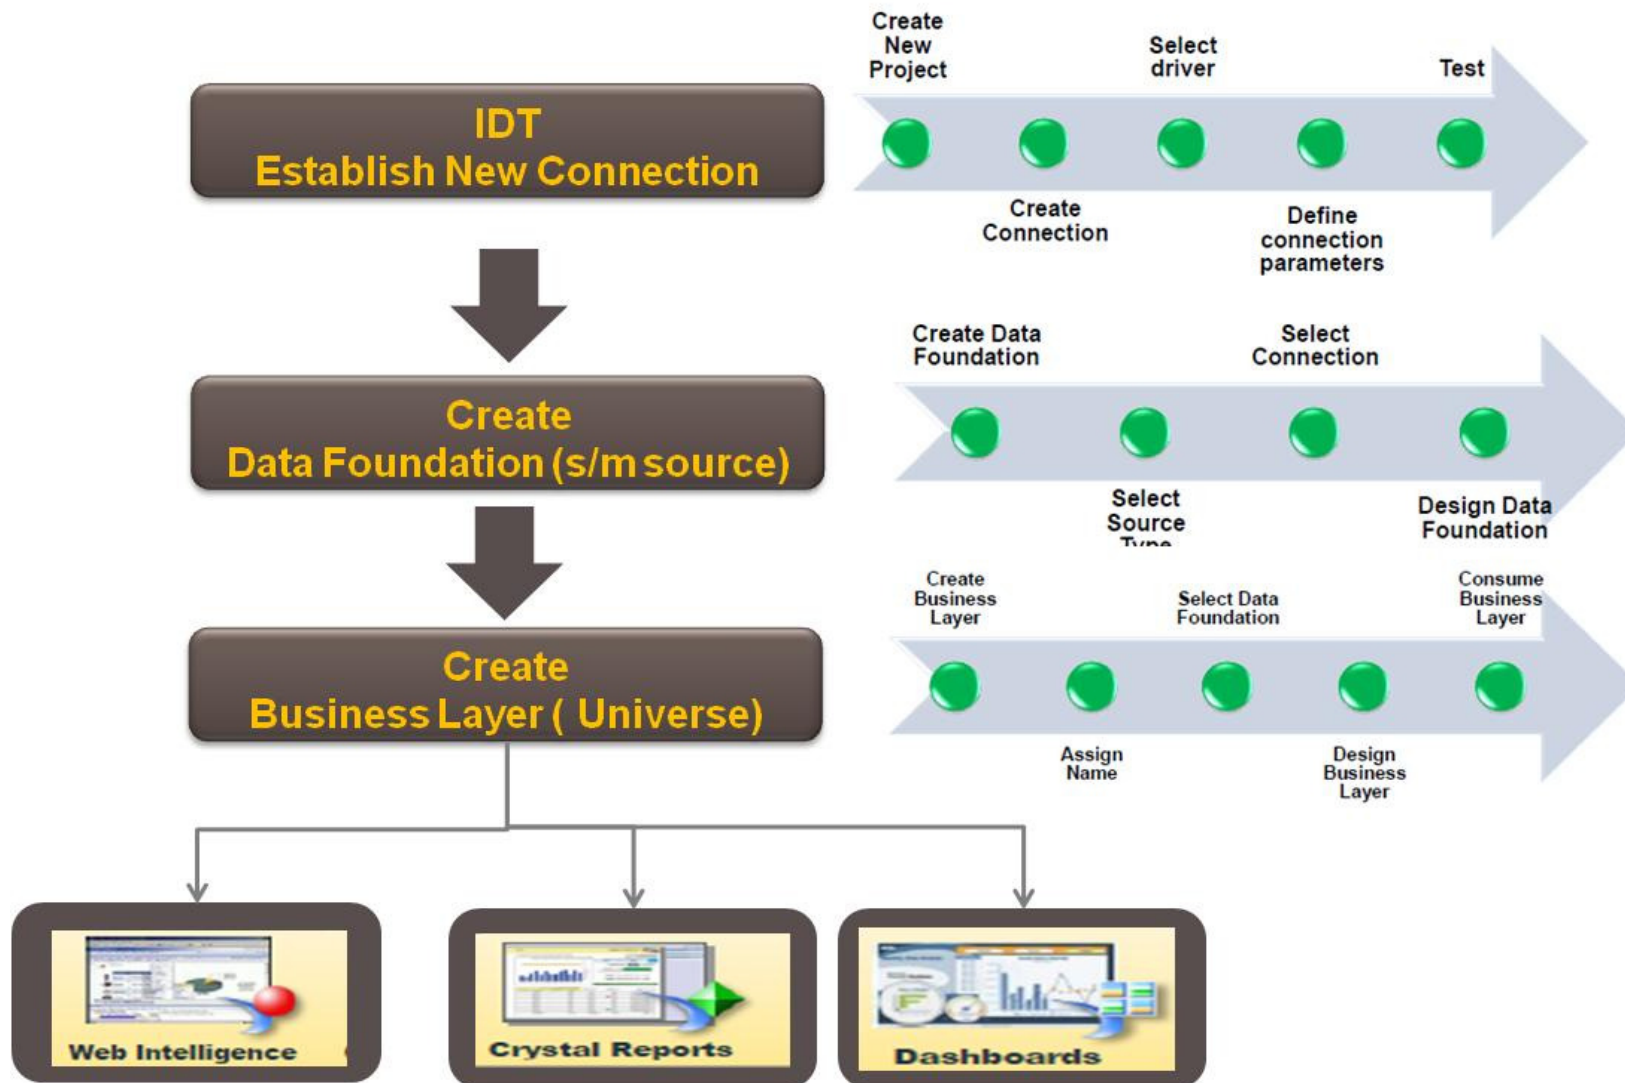 Create
New
Project
Select
driver
Test
IDT
Establish New Connection
Create
Connection
Define
connection
parameters
Create Data
Foundation
Select
Connection
Create
Data Foundation (s/m source)
Select
Source
Type
Design Data
Foundation
Create
Business
Layer
Select Data
Foundation
Consume
Business
Layer
Create
Business Layer ( Universe)
Assign
Name
Design
Business
Layer
Web Intelligence
Crystal Reports
Dashboards